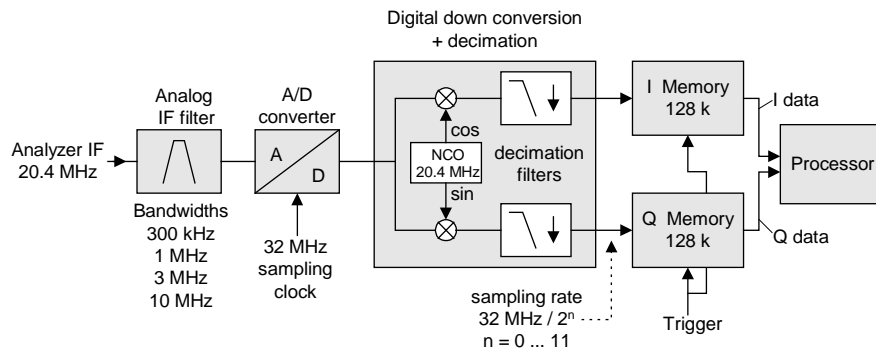 Digital down conversion
+ decimation
Analog
IF filter
A/D
converter
Analyzer IF
20.4 MHz
A
D
cos
NCO
20.4 MHz
sin
decimation
filters
I Memory
128 k
I data
Processor
Q Memory
128 k
Q data
Bandwidths
300 kHz
1 MHz
3 MHz
10 MHz
32 MHz
sampling
clock
sampling rate
32 MHz / 2ⁿ
n = 0 ... 11
Trigger